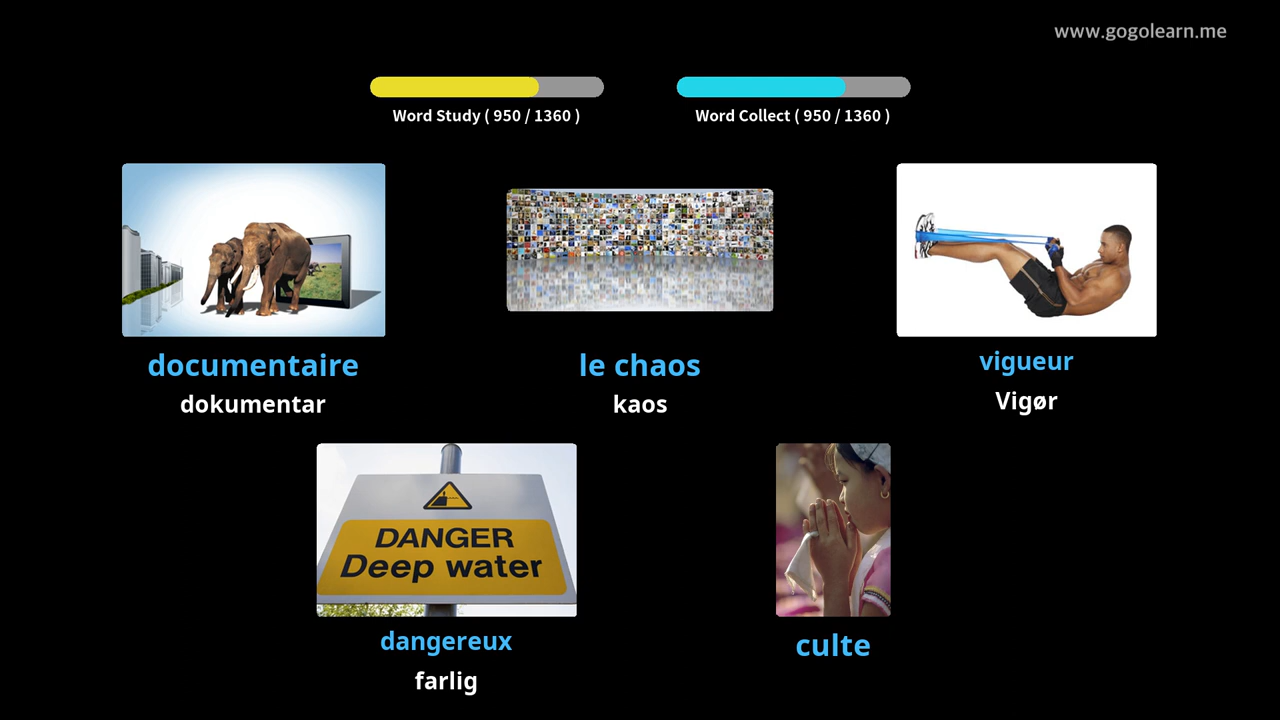 www.gogolearn.me
Word Study ( 950 / 1360 )
Word Collect ( 950 / 1360 )
documentaire
dokumentar
le chaos
kaos
vigueur
Vigør
DANGER
Deep water
dangereux
farlig
culte